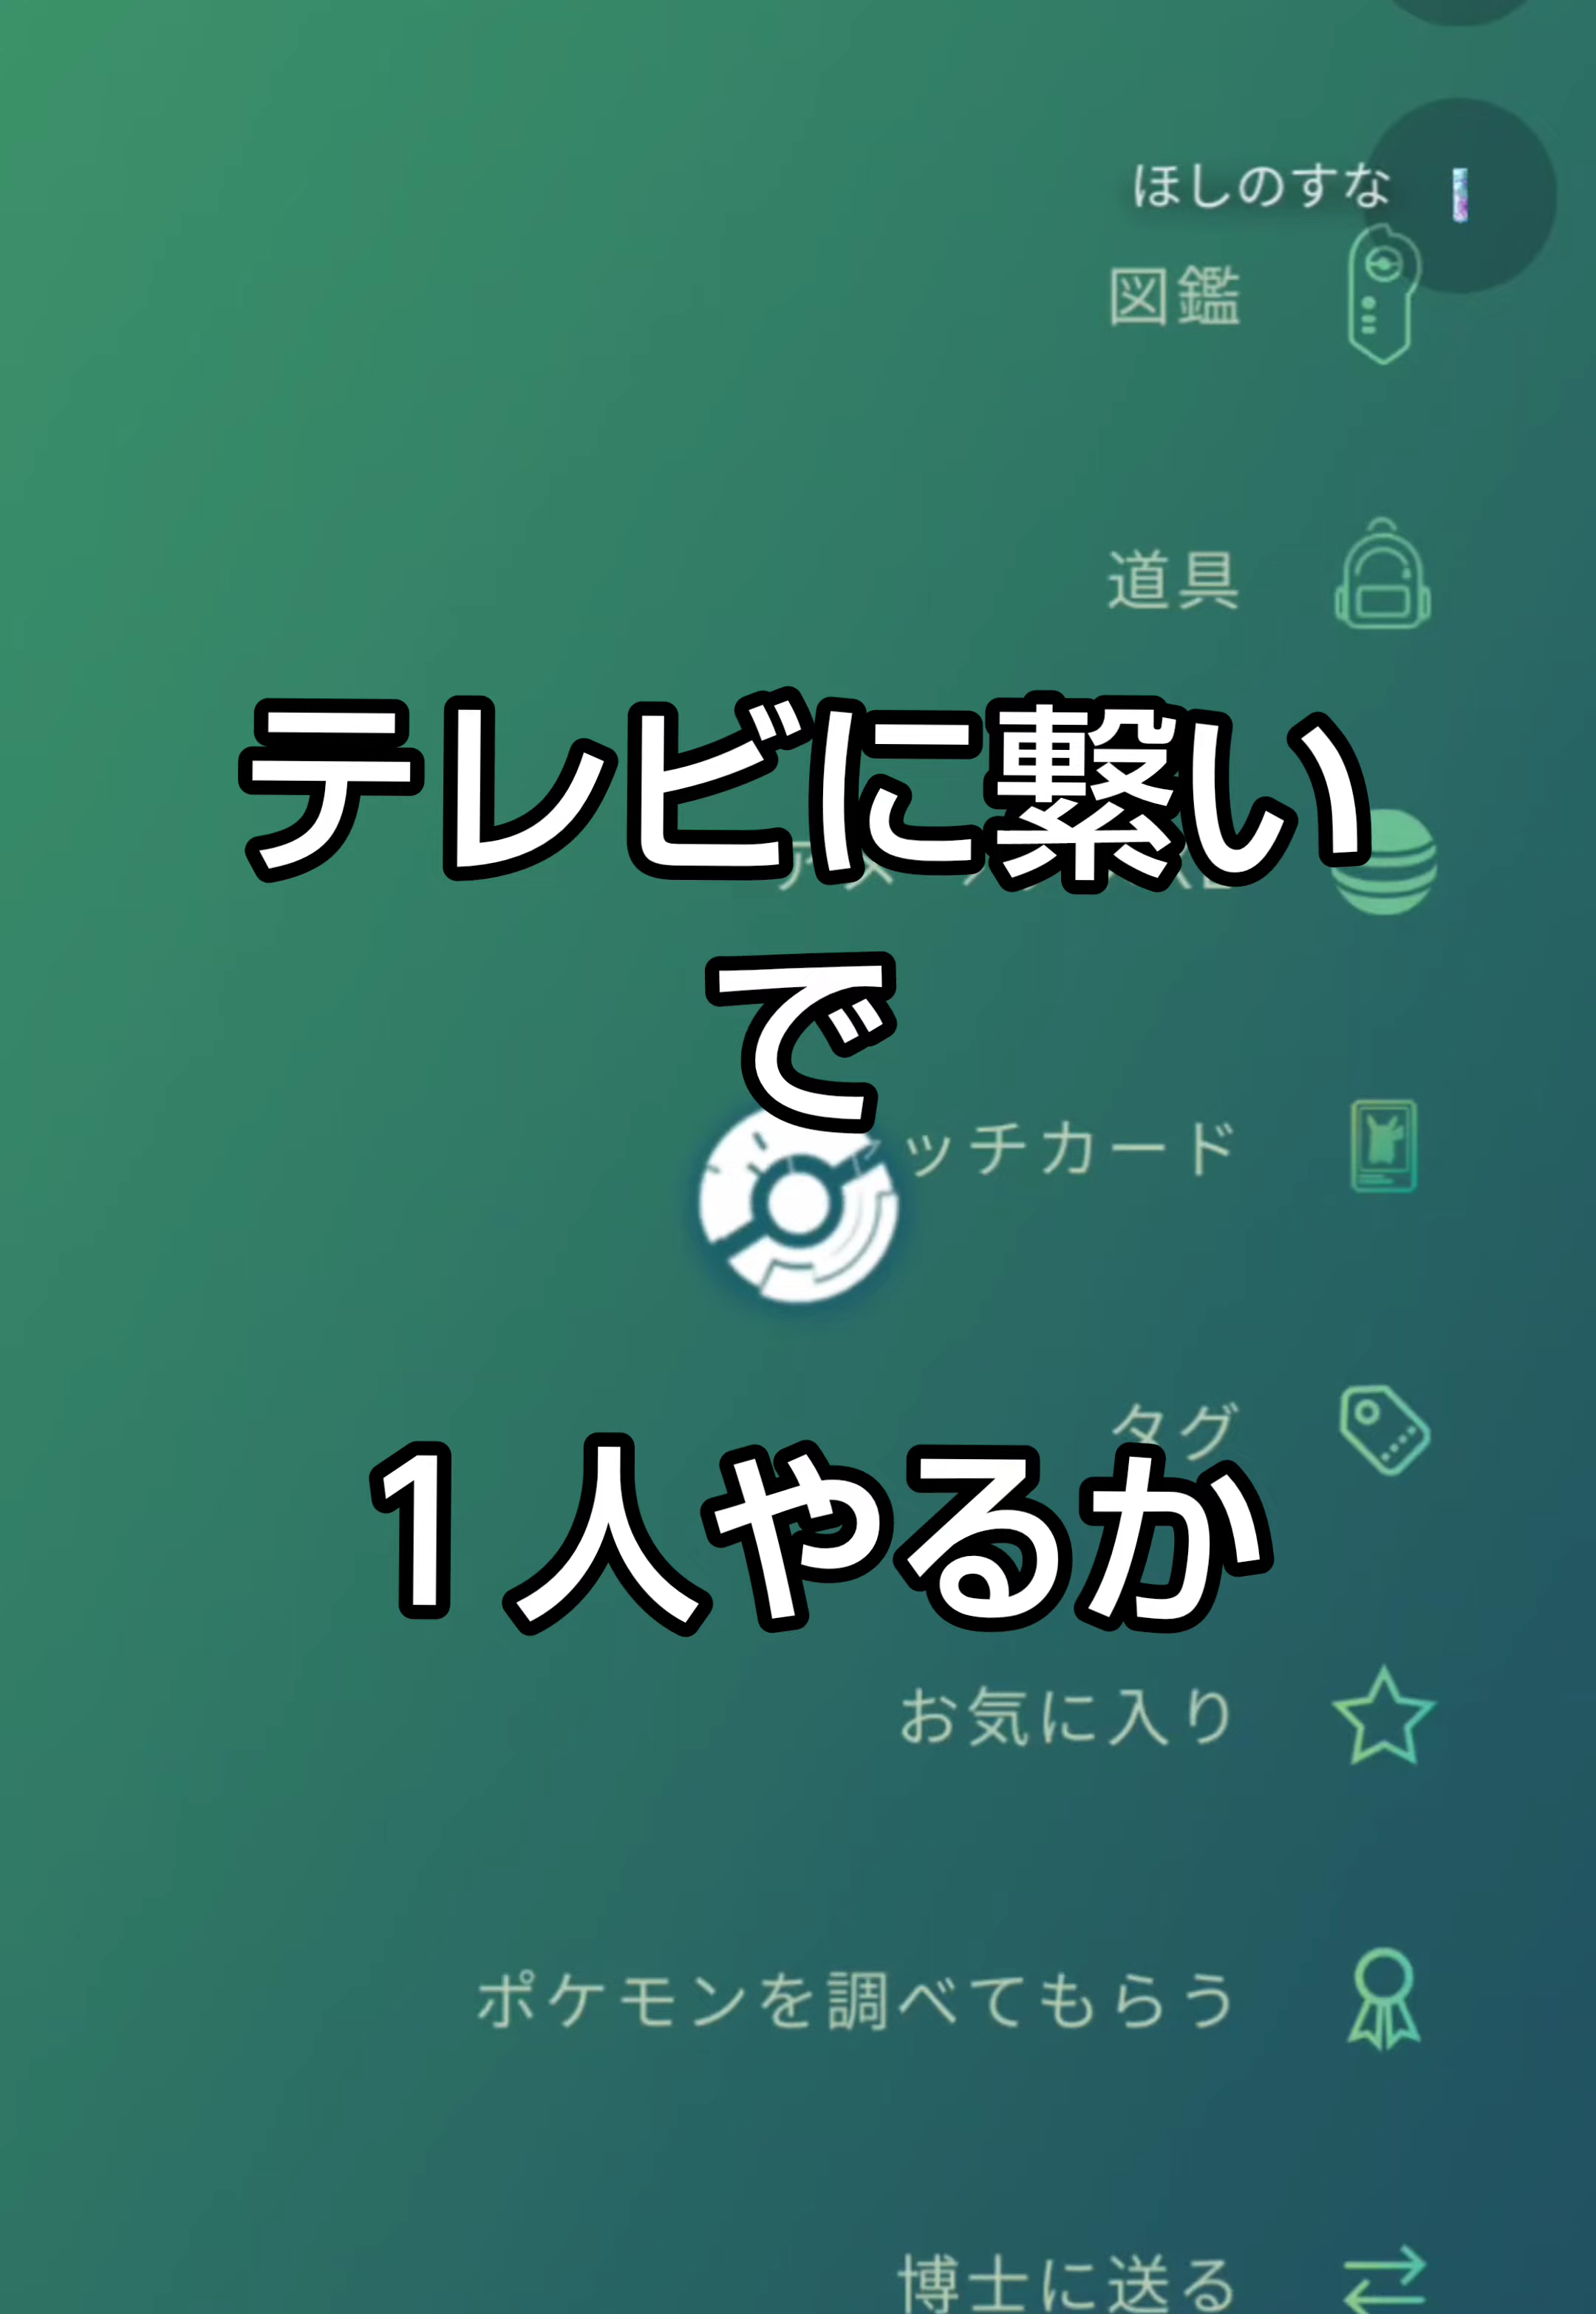 ほしのすな
図鑑
道具
テレビに繋い
で
ッチカード
タグ
1人やるか
お気に入り
ポケモンを調べてもらう
博士に送る